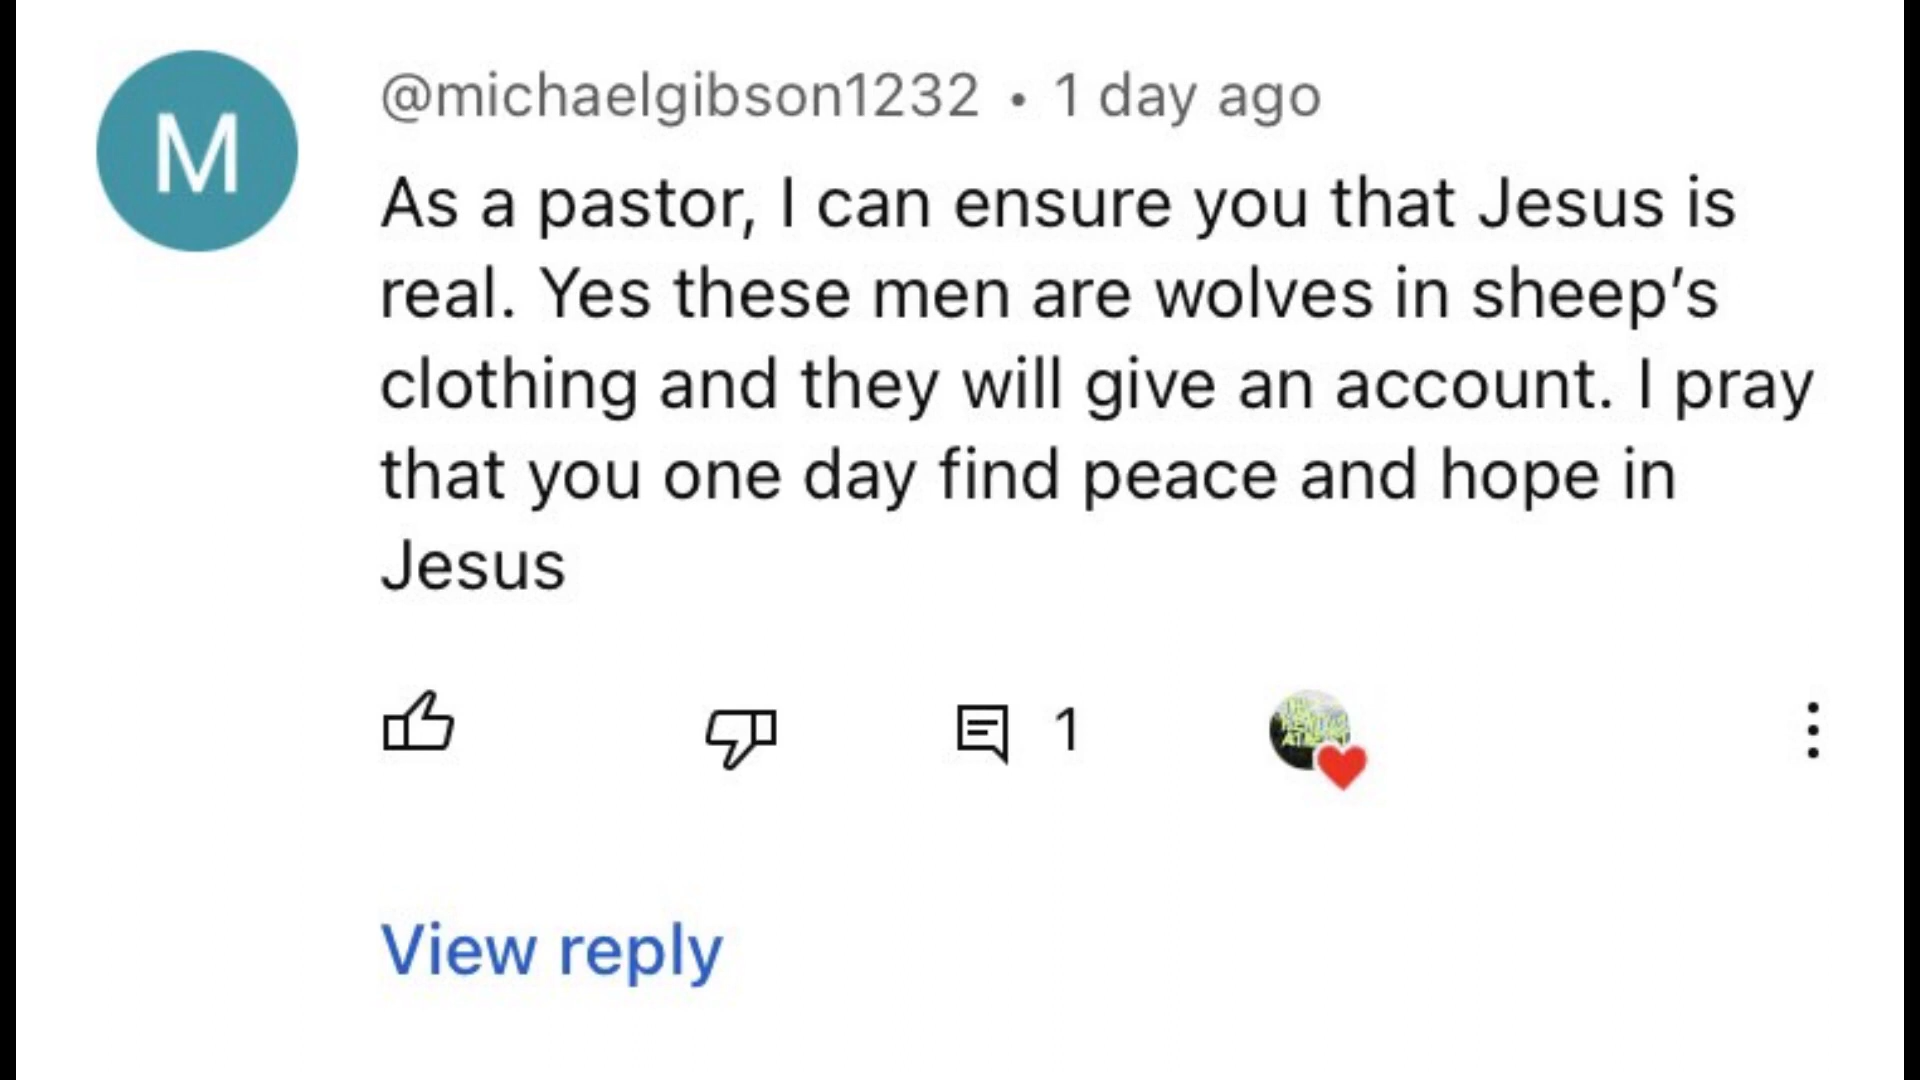 M
@michaelgibson1232 • 1 day ago
As a pastor, I can ensure you that Jesus is
real. Yes these men are wolves in sheep’s
clothing and they will give an account. I pray
that you one day find peace and hope in
Jesus
1
View reply